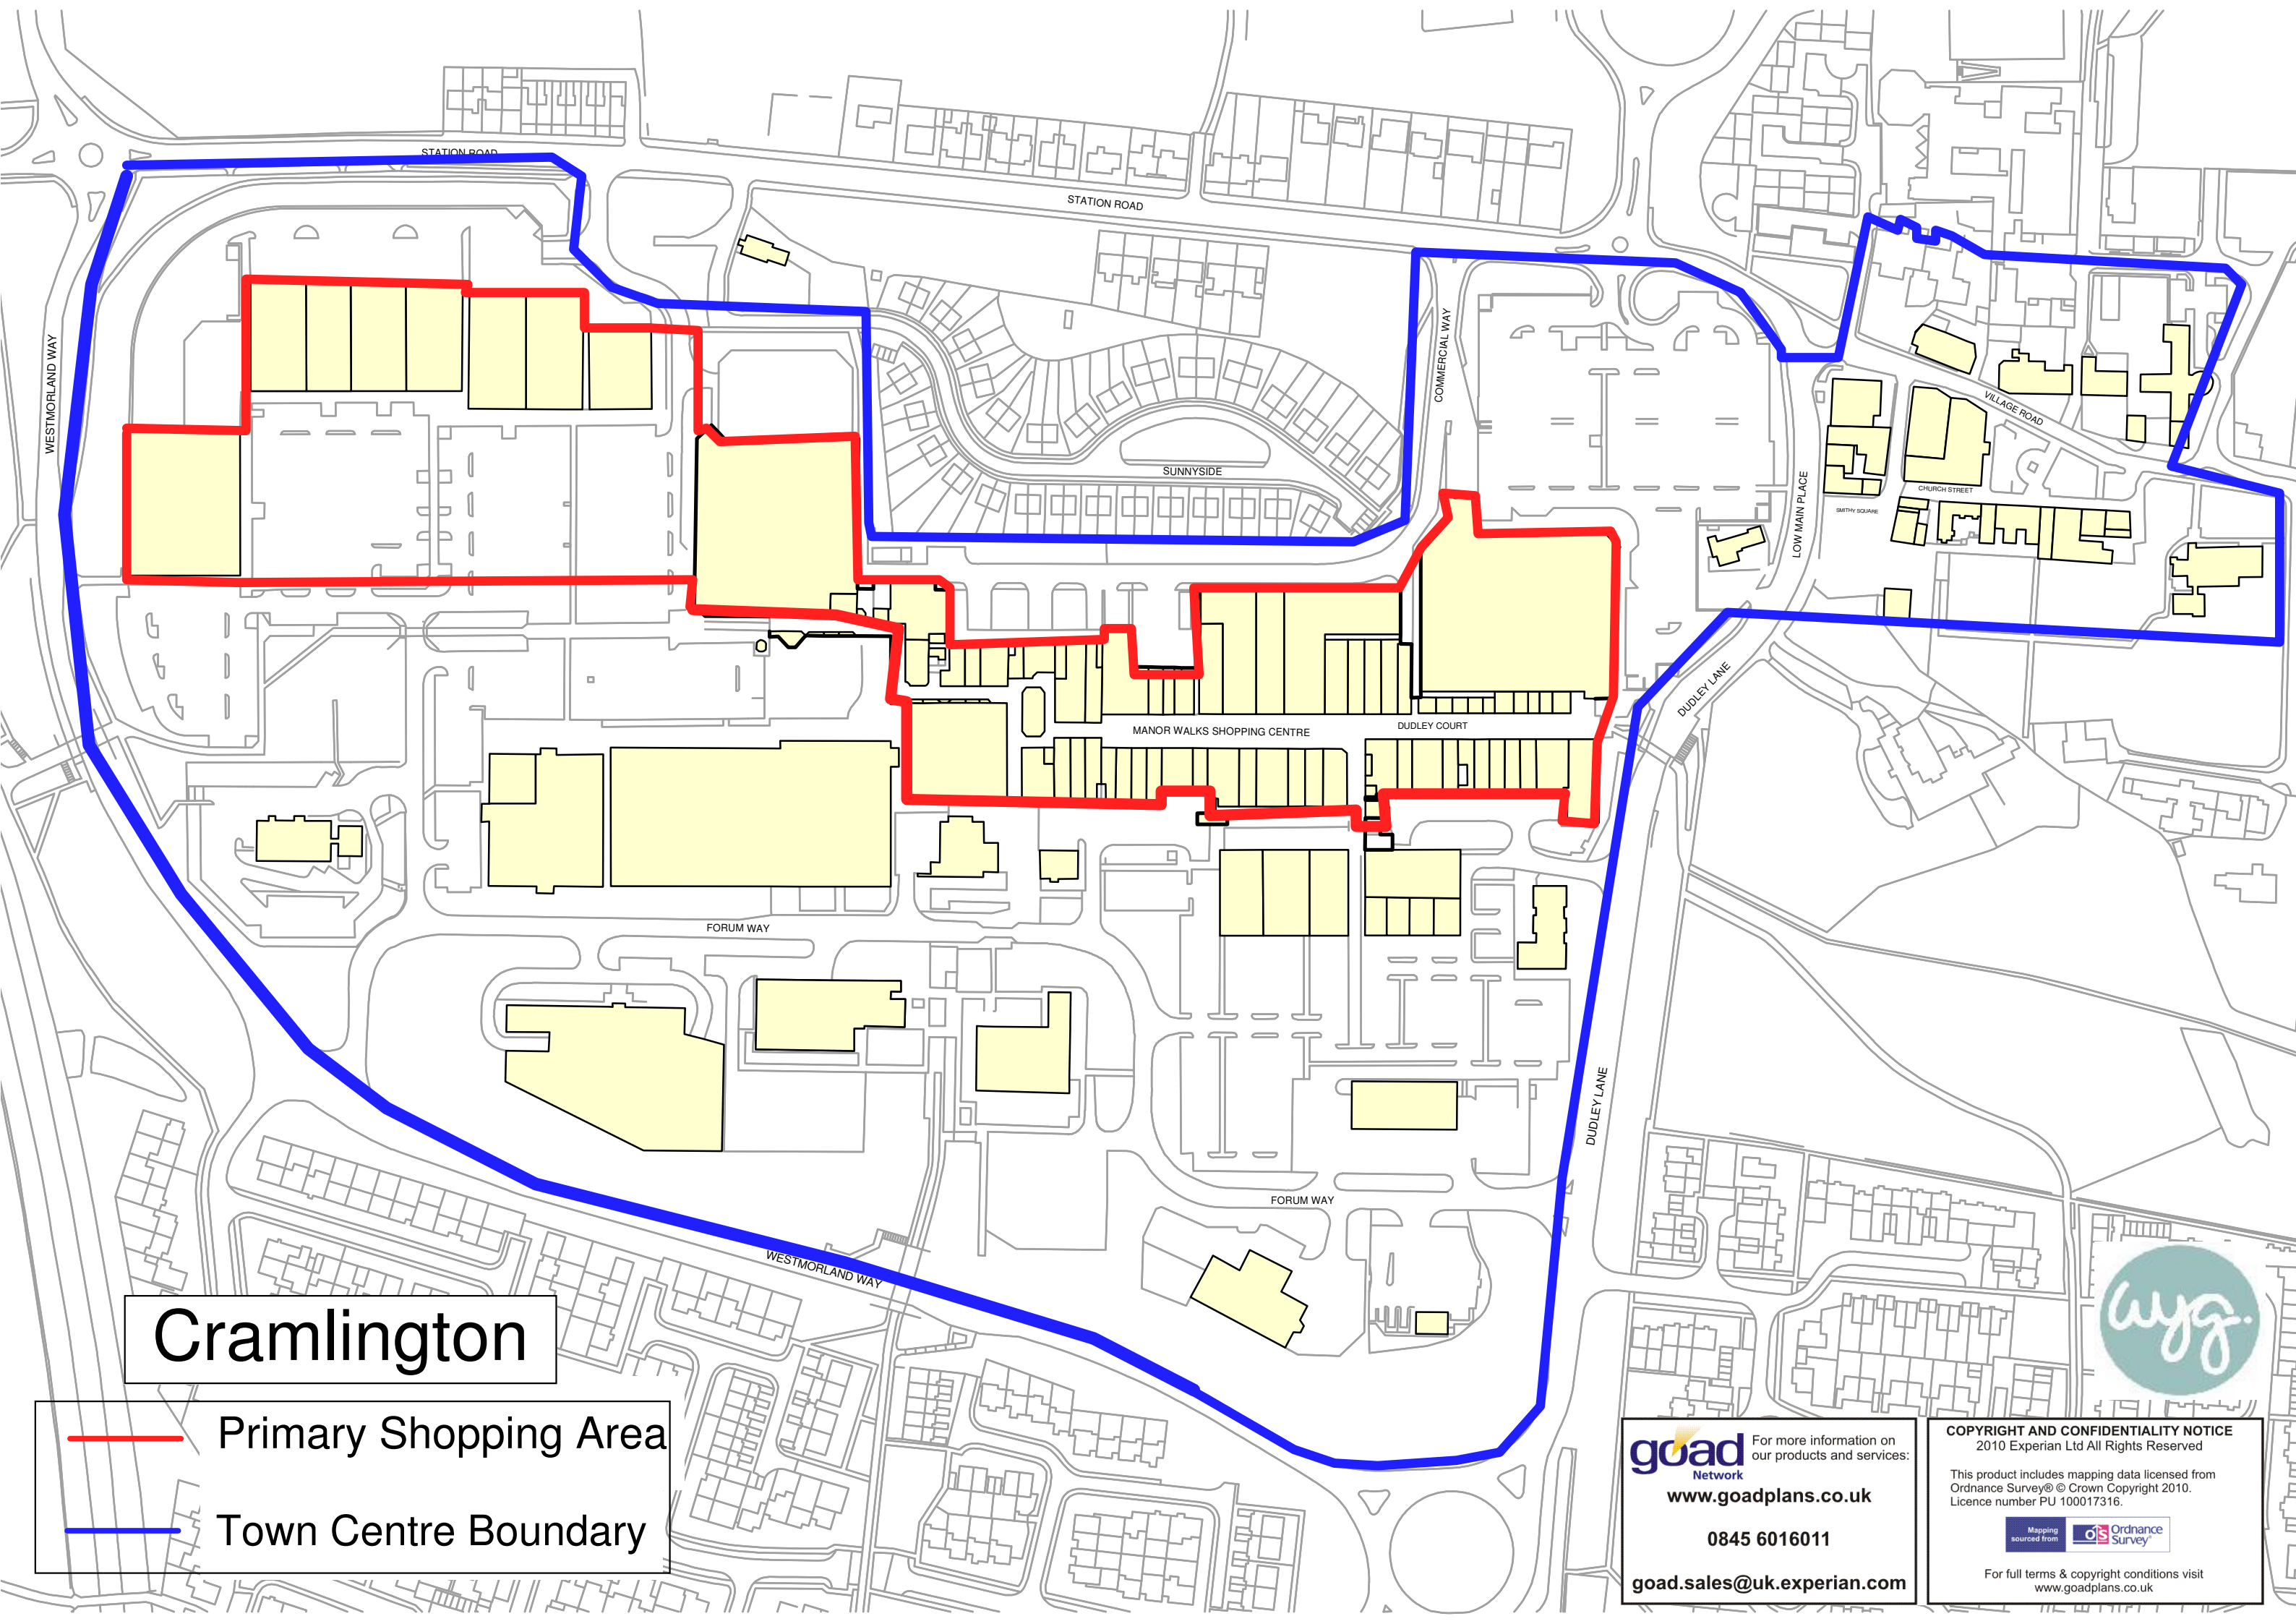 STATION ROAD
STATION ROAD
WESTMORLAND WAY
COMMERCIAL WAY
VILLAGE ROAD
SUNNYSIDE
LOW MAIN PLACE
CHURCH STREET
SMITHY SQUARE
DUDLEY LANE
MANOR WALKS SHOPPING CENTRE
DUDLEY COURT
FORUM WAY
DUDLEY LANE
FORUM WAY
WESTMORLAND WAY
Cramlington
Primary Shopping Area
Town Centre Boundary
ayg.
goad
Network
For more information on
our products and services:
www.goadplans.co.uk
0845 6016011
goad.sales@uk.experian.com
COPYRIGHT AND CONFIDENTIALITY NOTICE
2010 Experian Ltd All Rights Reserved
This product includes mapping data licensed from
Ordnance Survey® © Crown Copyright 2010.
Licence number PU 100017316.
Mapping
sourced from
OS Ordnance
Survey®
For full terms & copyright conditions visit
www.goadplans.co.uk